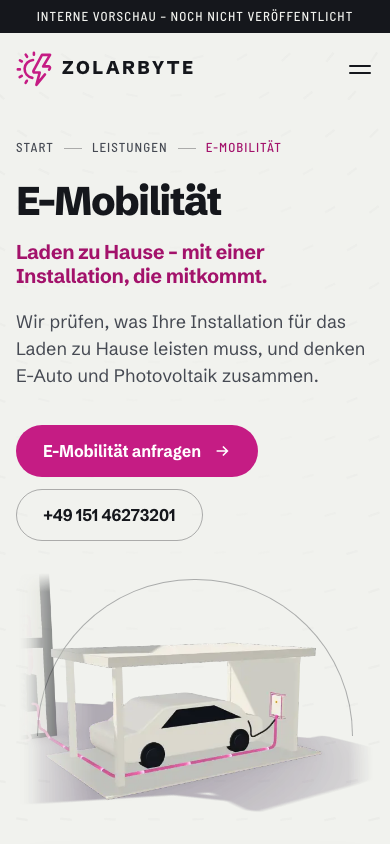 INTERNE VORSCHAU – NOCH NICHT VERÖFFENTLICHT
ZOLARBYTE
START — LEISTUNGEN — E-MOBILITÄT
E-Mobilität
Laden zu Hause – mit einer
Installation, die mitkommt.
Wir prüfen, was Ihre Installation für das
Laden zu Hause leisten muss, und denken
E-Auto und Photovoltaik zusammen.
E-Mobilität anfragen →
+49 151 46273201